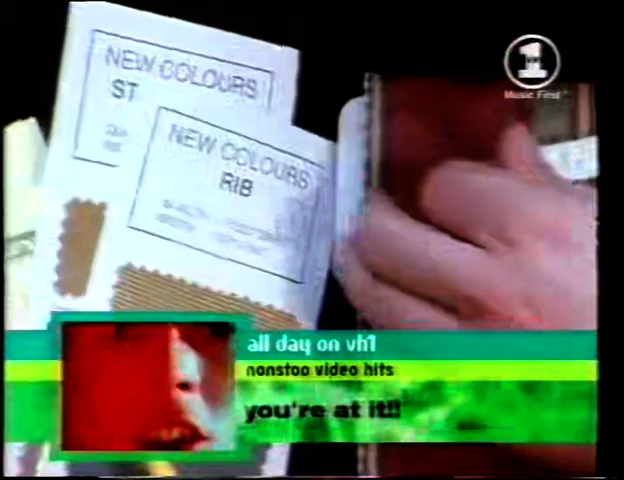 NEW COLOURS
ST
NEW COLOURS
RIB
1
Music First
all day on vh1
nonstop video hits
you're at it!!